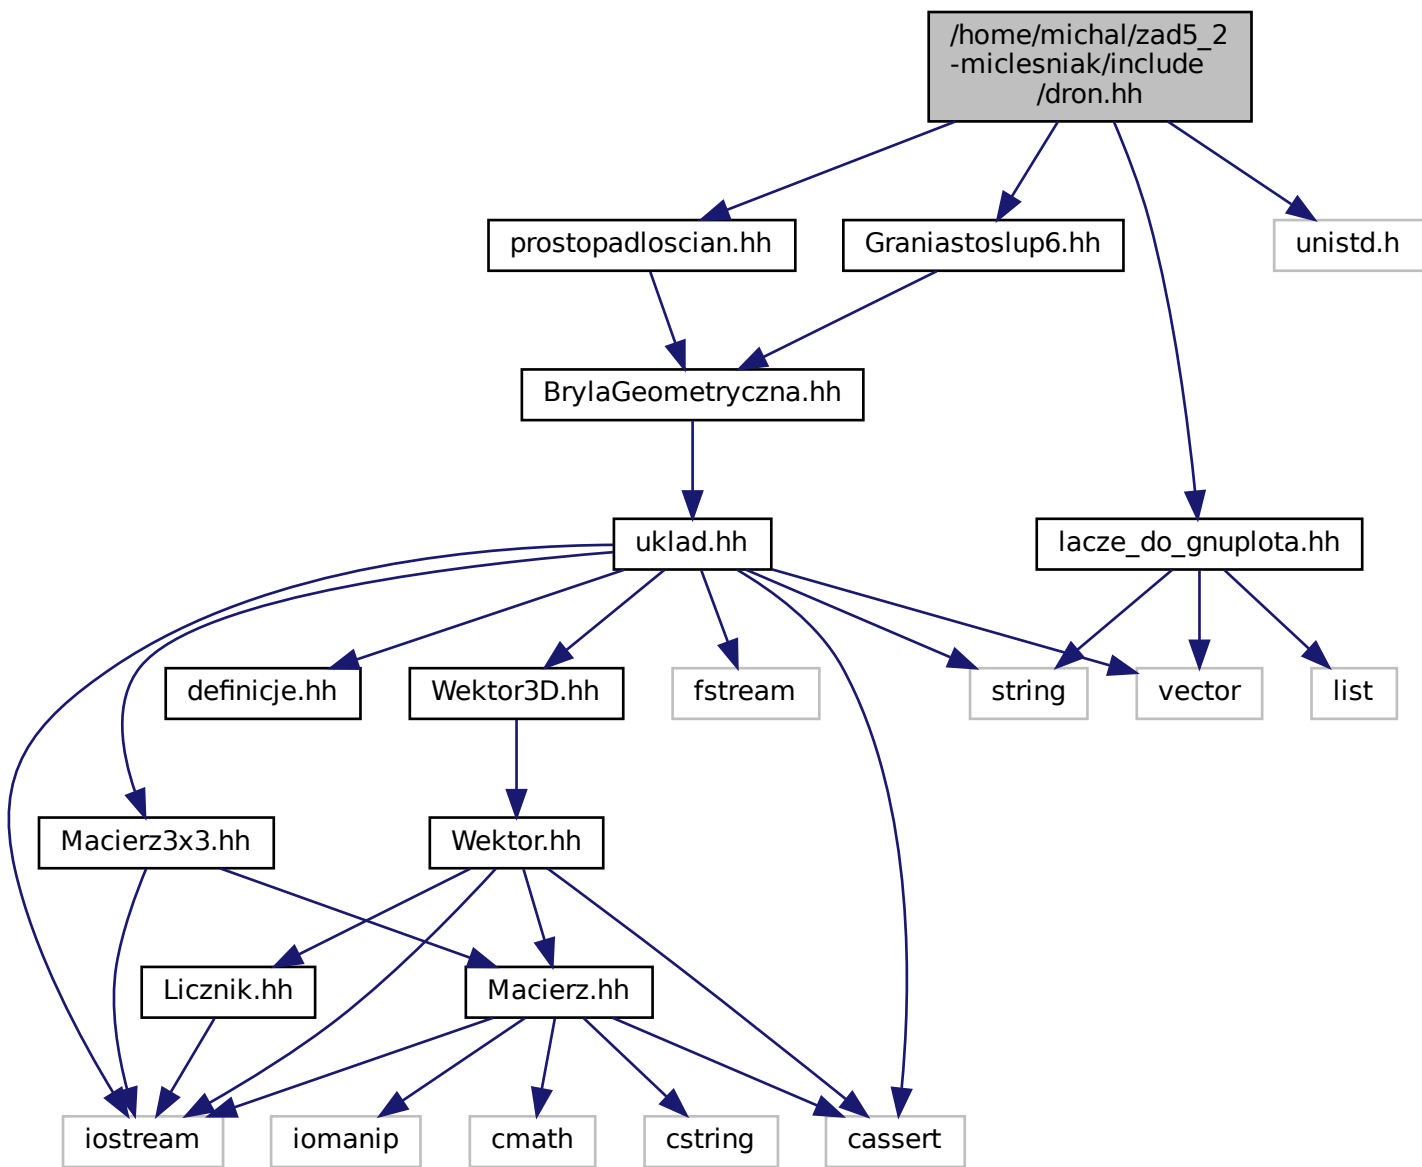 /home/michal/zad5_2
-miclesniak/include
/dron.hh
prostopadloscian.hh
Graniastoslup6.hh
unistd.h
BrylaGeometryczna.hh
uklad.hh
lacze_do_gnuplota.hh
definicje.hh
Wektor3D.hh
fstream
string
vector
list
Macierz3x3.hh
Wektor.hh
Licznik.hh
Macierz.hh
iostream
iomanip
cmath
cstring
cassert